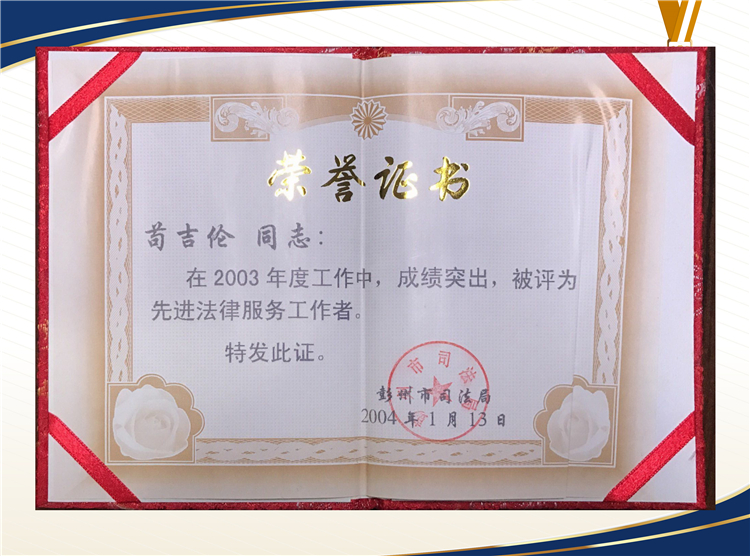 荣誉证书
苟吉伦 同志：
在2003年度工作中，成绩突出，被评为
先进法律服务工作者。
特发此证。
彭州市司法局
2004年1月13日